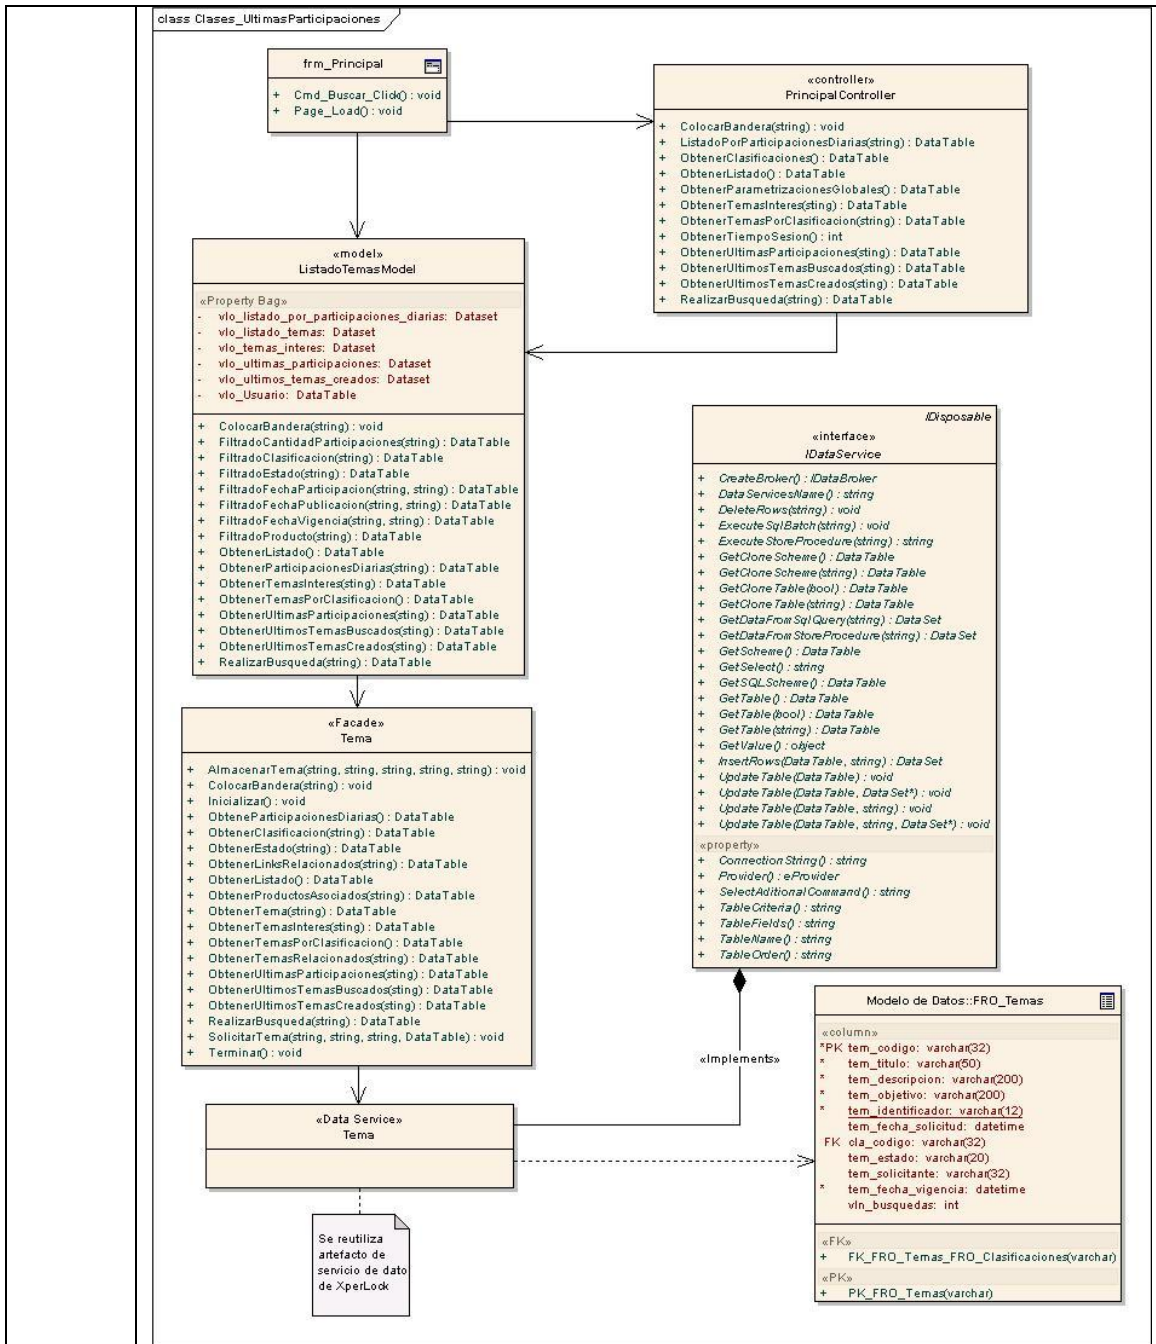 class Clases_UltimasParticipaciones
frm_Principal
+ Cmd_Buscar_Click() : void
+ Page_Load() : void
«controller»
PrincipalController
+ ColocarBandera(string) : void
+ ListadoPorParticipacionesDiarias(string) : DataTable
+ ObtenerClasificaciones() : DataTable
+ ObtenerListado() : DataTable
+ ObtenerParametrizacionesGlobales() : DataTable
+ ObtenerTemasInteres(sting) : DataTable
+ ObtenerTemasPorClasificacion(string) : DataTable
+ ObtenerTiempoSesion() : int
+ ObtenerUltimasParticipaciones(sting) : DataTable
+ ObtenerUltimosTemasBuscados(sting) : DataTable
+ ObtenerUltimosTemasCreados(sting) : DataTable
+ RealizarBusqueda(string) : DataTable
«model»
ListadoTemasModel
«Property Bag»
- vlo_listado_por_participaciones_diarias: Dataset
- vlo_listado_temas: Dataset
- vlo_temas_interes: Dataset
- vlo_ultimas_participaciones: Dataset
- vlo_ultimos_temas_creados: Dataset
- vlo_Usuario: DataTable
+ ColocarBandera(string) : void
+ FiltradoCantidadParticipaciones(string) : DataTable
+ FiltradoClasificacion(string) : DataTable
+ FiltradoEstado(string) : DataTable
+ FiltradoFechaParticipacion(string, string) : DataTable
+ FiltradoFechaPublicacion(string, string) : DataTable
+ FiltradoFechaVigencia(string, string) : DataTable
+ FiltradoProducto(string) : DataTable
+ ObtenerListado() : DataTable
+ ObtenerParticipacionesDiarias(string) : DataTable
+ ObtenerTemasInteres(sting) : DataTable
+ ObtenerTemasPorClasificacion() : DataTable
+ ObtenerUltimasParticipaciones(sting) : DataTable
+ ObtenerUltimosTemasBuscados(sting) : DataTable
+ ObtenerUltimosTemasCreados(sting) : DataTable
+ RealizarBusqueda(string) : DataTable
IDisposable
«interface»
IDataService
+ CreateBroker() : IDataBroker
+ DataServicesName() : string
+ DeleteRows(string) : void
+ ExecuteSqlBatch(string) : void
+ ExecuteStoreProcedure(string) : string
+ GetCloneScheme() : DataTable
+ GetCloneScheme(string) : DataTable
+ GetCloneTable(bool) : DataTable
+ GetCloneTable(string) : DataTable
+ GetDataFromSqlQuery(string) : DataSet
+ GetDataFromStoreProcedure(string) : DataSet
+ GetScheme() : DataTable
+ GetSelect() : string
+ GetSQLScheme() : DataTable
+ GetTable() : DataTable
+ GetTable(bool) : DataTable
+ GetTable(string) : DataTable
+ GetValue() : object
+ InsertRows(DataTable, string) : DataSet
+ UpdateTable(DataTable) : void
+ UpdateTable(DataTable, DataSet*) : void
+ UpdateTable(DataTable, string) : void
+ UpdateTable(DataTable, string, DataSet*) : void
«property»
+ ConnectionString() : string
+ Provider() : eProvider
+ SelectAditionalCommand() : string
+ TableCriteria() : string
+ TableFields() : string
+ TableName() : string
+ TableOrder() : string
«Facade»
Tema
+ AlmacenarTema(string, string, string, string, string) : void
+ ColocarBandera(string) : void
+ Inicializar() : void
+ ObteneParticipacionesDiarias() : DataTable
+ ObtenerClasificacion(string) : DataTable
+ ObtenerEstado(string) : DataTable
+ ObtenerLinksRelacionados(string) : DataTable
+ ObtenerListado() : DataTable
+ ObtenerProductosAsociados(string) : DataTable
+ ObtenerTema(string) : DataTable
+ ObtenerTemasInteres(sting) : DataTable
+ ObtenerTemasPorClasificacion() : DataTable
+ ObtenerTemasRelacionados(string) : DataTable
+ ObtenerUltimasParticipaciones(sting) : DataTable
+ ObtenerUltimosTemasBuscados(sting) : DataTable
+ ObtenerUltimosTemasCreados(sting) : DataTable
+ RealizarBusqueda(string) : DataTable
+ SolicitarTema(string, string, string, DataTable) : void
+ Terminar() : void
«Implements»
«Data Service»
Tema
Se reutiliza
artefacto de
servicio de dato
de XperLock
Modelo de Datos::FRO_Temas
«column»
*PK tem_codigo: varchar(32)
* tem_titulo: varchar(50)
* tem_descripcion: varchar(200)
* tem_objetivo: varchar(200)
* tem_identificador: varchar(12)
tem_fecha_solicitud: datetime
FK cla_codigo: varchar(32)
tem_estado: varchar(20)
tem_solicitante: varchar(32)
* tem_fecha_vigencia: datetime
vln_busquedas: int
«FK»
+ FK_FRO_Temas_FRO_Clasificaciones(varchar)
«PK»
+ PK_FRO_Temas(varchar)